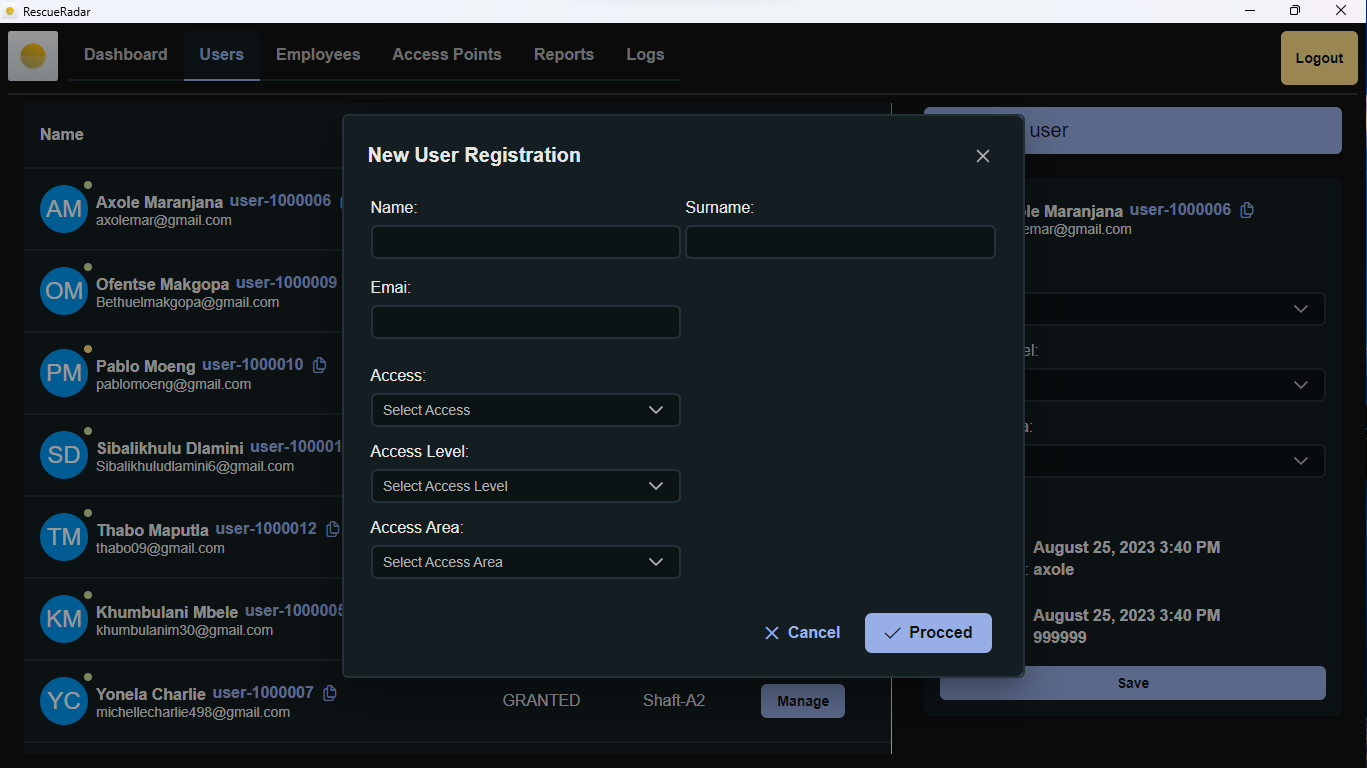 RescueRadar
Dashboard Users Employees Access Points Reports Logs
Logout
Name
AM
Axole Maranjana user-1000006
axolemar@gmail.com
OM
Ofentse Makgopa user-1000009
Bethuelmakgopa@gmail.com
PM
Pablo Moeng user-1000010
pablomoeng@gmail.com
SD
Sibalikhulu Dlamini user-100001
Sibalikhuludlamini6@gmail.com
TM
Thabo Maputla user-1000012
thabo09@gmail.com
KM
Khumbulani Mbele user-1000005
khumbulanim30@gmail.com
YC
Yonela Charlie user-1000007
michellecharlie498@gmail.com
GRANTED Shaft-A2 Manage
New User Registration
Name: Surname:
Emai:
Access:
Select Access
Access Level:
Select Access Level
Access Area:
Select Access Area
Cancel Procced
user
le Maranjana user-1000006
emar@gmail.com
el:
a:
August 25, 2023 3:40 PM
: axole
August 25, 2023 3:40 PM
999999
Save